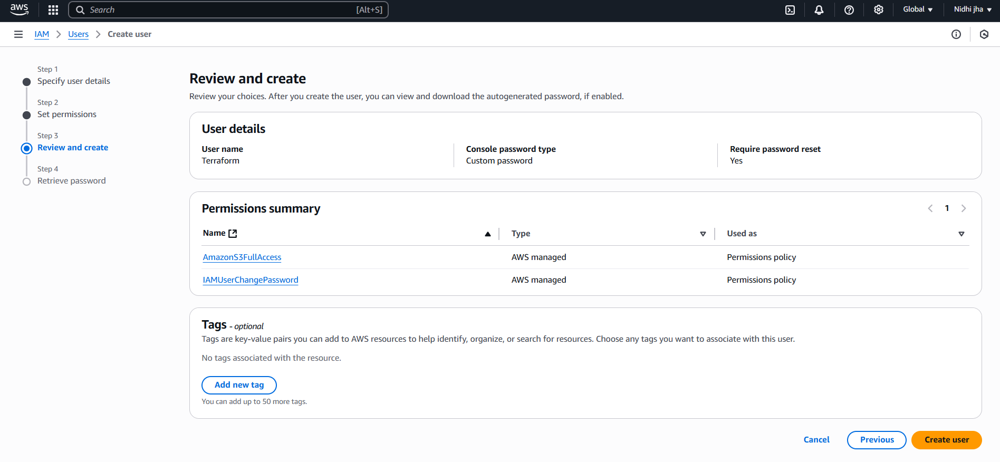 aws
Search [Alt+S]
Global
Nidhi jha
IAM > Users > Create user
Step 1
Specify user details
Step 2
Set permissions
Step 3
Review and create
Step 4
Retrieve password
Review and create
Review your choices. After you create the user, you can view and download the autogenerated password, if enabled.
User details
User name
Terraform
Console password type
Custom password
Require password reset
Yes
Permissions summary
1
Name Type Used as
AmazonS3FullAccess AWS managed Permissions policy
IAMUserChangePassword AWS managed Permissions policy
Tags - optional
Tags are key-value pairs you can add to AWS resources to help identify, organize, or search for resources. Choose any tags you want to associate with this user.
No tags associated with the resource.
Add new tag
You can add up to 50 more tags.
Cancel Previous Create user